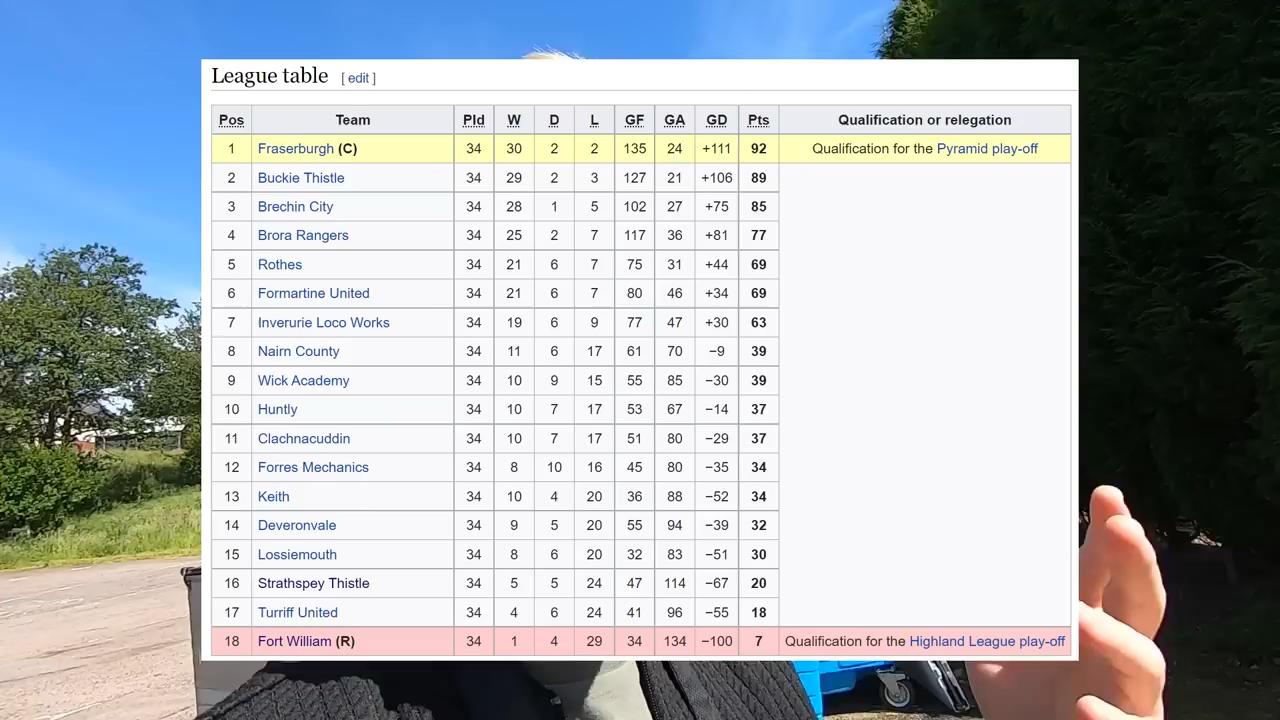 League table [ edit ]
Pos Team Pld W D L GF GA GD Pts Qualification or relegation
1 Fraserburgh (C) 34 30 2 2 135 24 +111 92 Qualification for the Pyramid play-off
2 Buckie Thistle 34 29 2 3 127 21 +106 89
3 Brechin City 34 28 1 5 102 27 +75 85
4 Brora Rangers 34 25 2 7 117 36 +81 77
5 Rothes 34 21 6 7 75 31 +44 69
6 Formartine United 34 21 6 7 80 46 +34 69
7 Inverurie Loco Works 34 19 6 9 77 47 +30 63
8 Nairn County 34 11 6 17 61 70 −9 39
9 Wick Academy 34 10 9 15 55 85 −30 39
10 Huntly 34 10 7 17 53 67 −14 37
11 Clachnacuddin 34 10 7 17 51 80 −29 37
12 Forres Mechanics 34 8 10 16 45 80 −35 34
13 Keith 34 10 4 20 36 88 −52 34
14 Deveronvale 34 9 5 20 55 94 −39 32
15 Lossiemouth 34 8 6 20 32 83 −51 30
16 Strathspey Thistle 34 5 5 24 47 114 −67 20
17 Turriff United 34 4 6 24 41 96 −55 18
18 Fort William (R) 34 1 4 29 34 134 −100 7 Qualification for the Highland League play-off